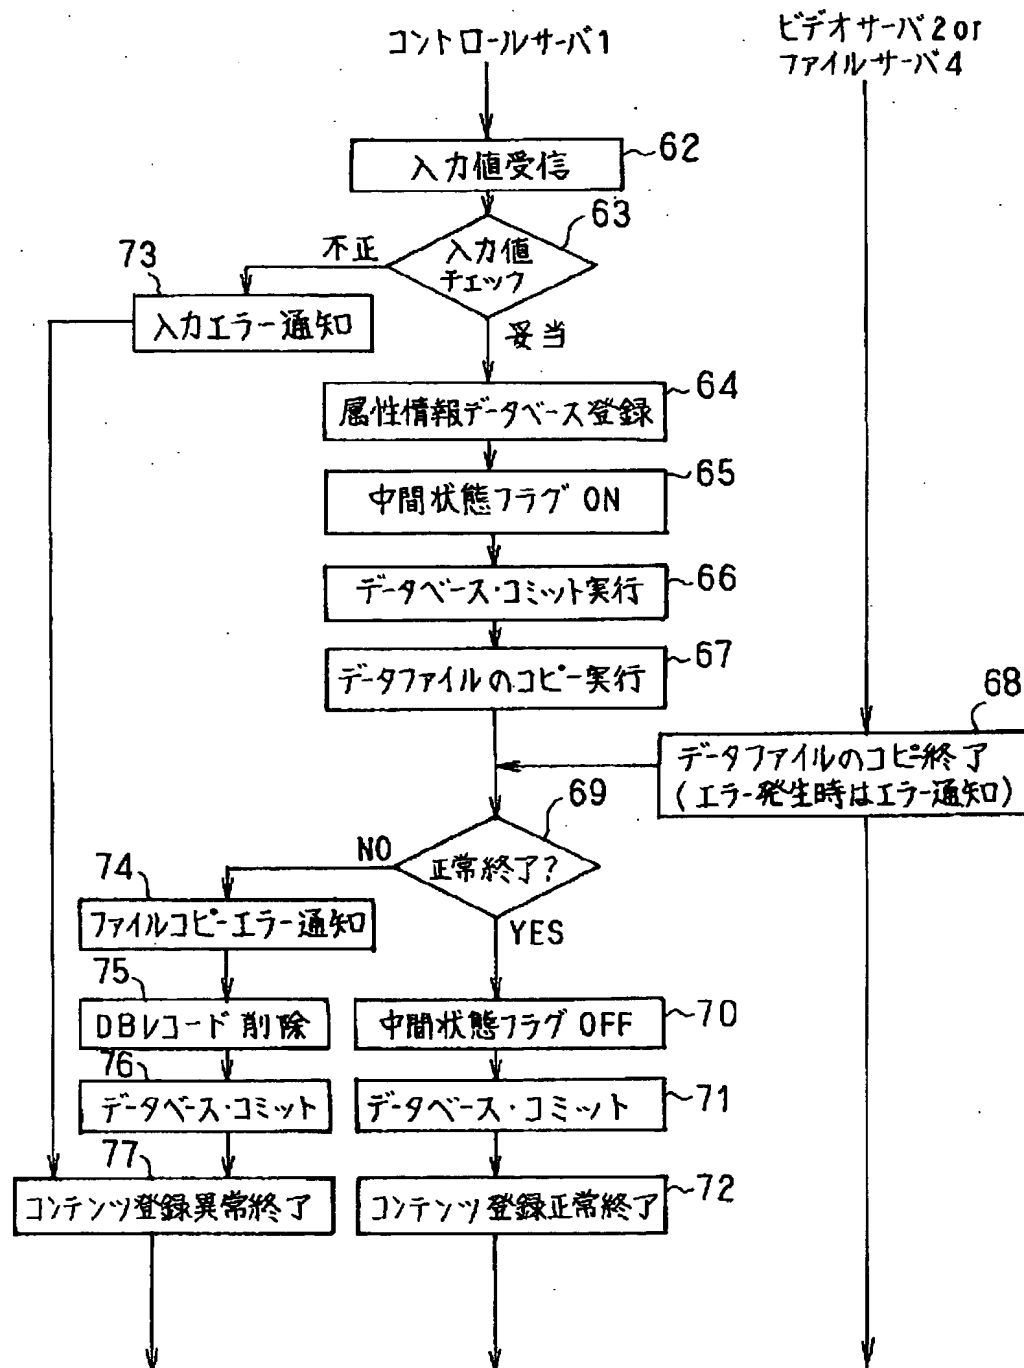 コントロールサーバ1
ビデオサーバ2or
ファイルサーバ4
入力値受信
62
63
入力値
チェック
不正
73
入力エラー通知
妥当
64
属性情報データベース登録
65
中間状態フラグ ON
66
データベース・コミット実行
67
データファイルのコピー実行
68
データファイルのコピー終了
(エラー発生時はエラー通知)
69
正常終了?
NO
YES
74
ファイルコピーエラー通知
75
DBレコード削除
76
データベース・コミット
77
コンテンツ登録異常終了
中間状態フラグ OFF
70
データベース・コミット
71
コンテンツ登録正常終了
72